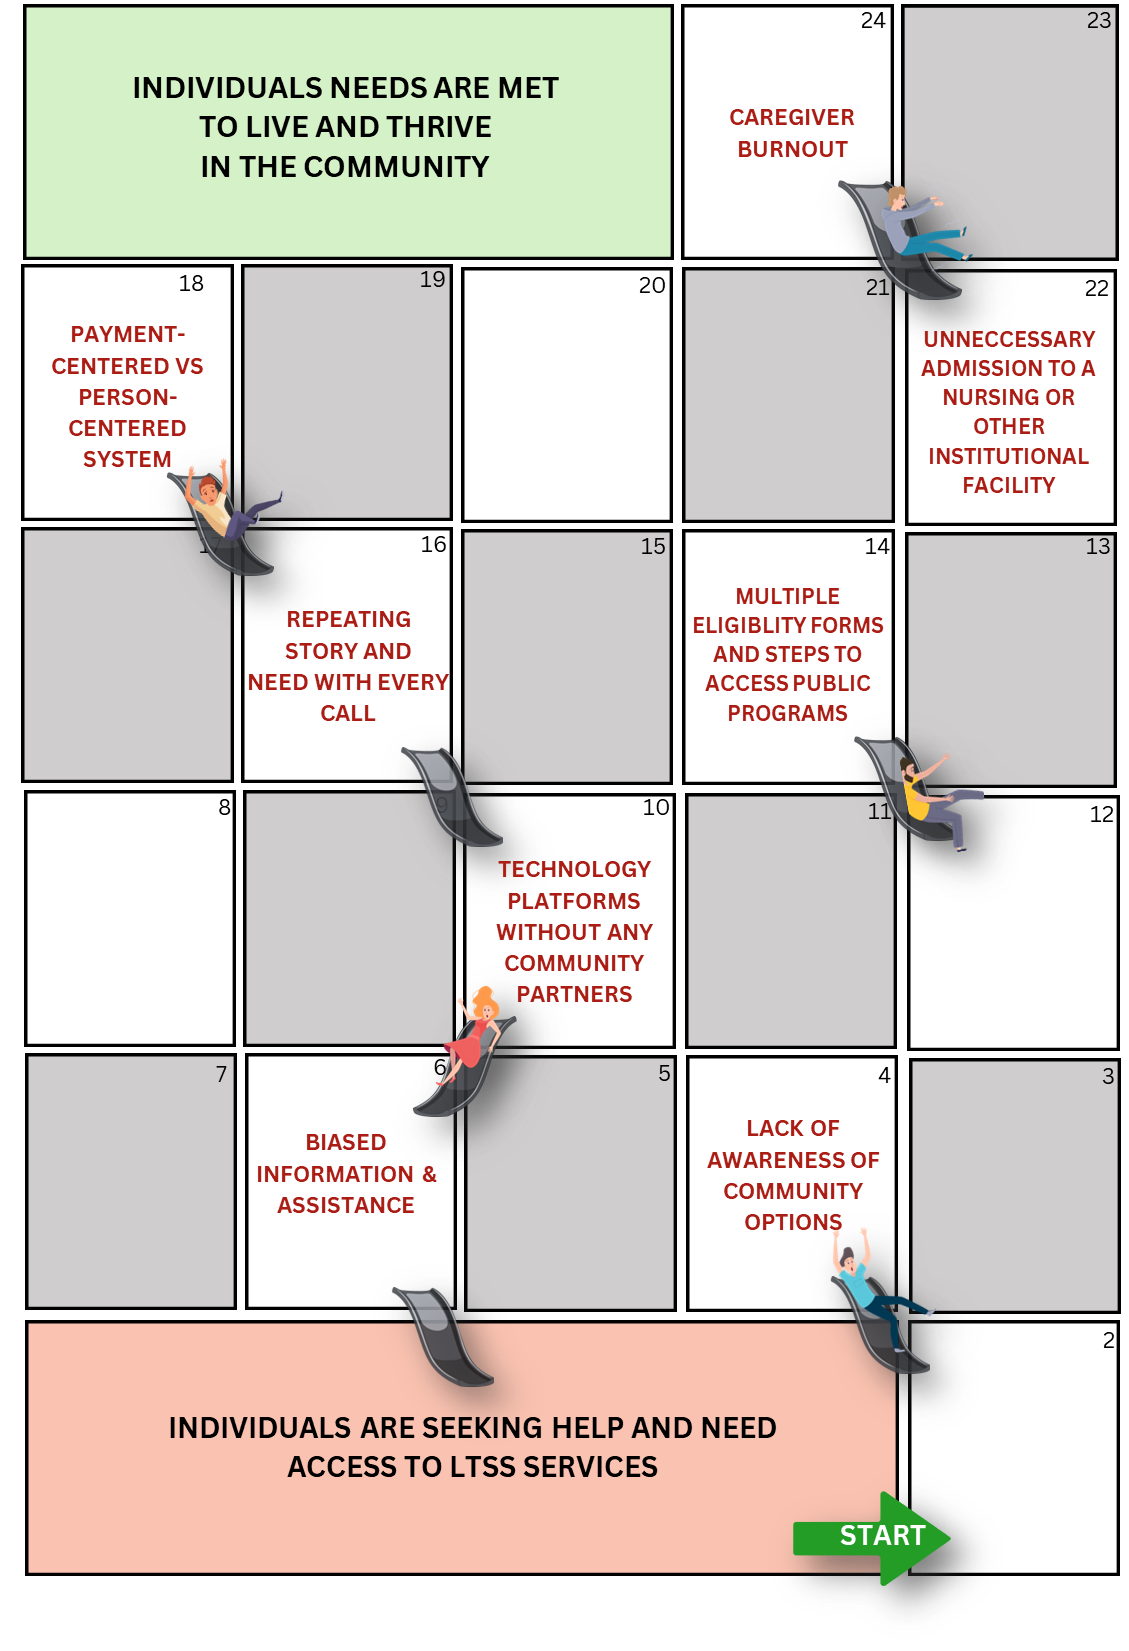 INDIVIDUALS NEEDS ARE MET
TO LIVE AND THRIVE
IN THE COMMUNITY
24
CAREGIVER
BURNOUT
23
18
PAYMENT-
CENTERED VS
PERSON-
CENTERED
SYSTEM
19
20
21
22
UNNECCESSARY
ADMISSION TO A
NURSING OR
OTHER
INSTITUTIONAL
FACILITY
17
16
REPEATING
STORY AND
NEED WITH EVERY
CALL
15
14
MULTIPLE
ELIGIBLITY FORMS
AND STEPS TO
ACCESS PUBLIC
PROGRAMS
13
8
9
10
TECHNOLOGY
PLATFORMS
WITHOUT ANY
COMMUNITY
PARTNERS
11
12
7
6
BIASED
INFORMATION &
ASSISTANCE
5
4
LACK OF
AWARENESS OF
COMMUNITY
OPTIONS
3
INDIVIDUALS ARE SEEKING HELP AND NEED
ACCESS TO LTSS SERVICES
START
2